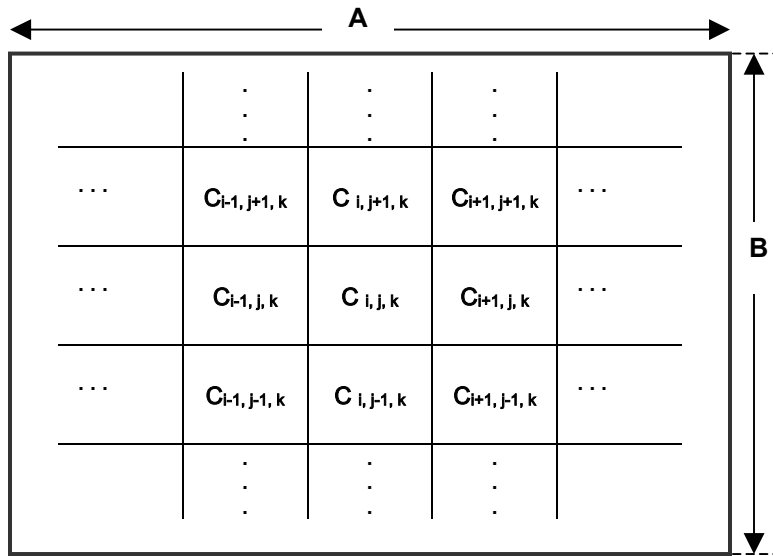 A
. . .
. . .
. . .
... C i-1, j+1, k C i, j+1, k C i+1, j+1, k ...
B
... C i-1, j, k C i, j, k C i+1, j, k ...
... C i-1, j-1, k C i, j-1, k C i+1, j-1, k ...
. . .
. . .
. . .